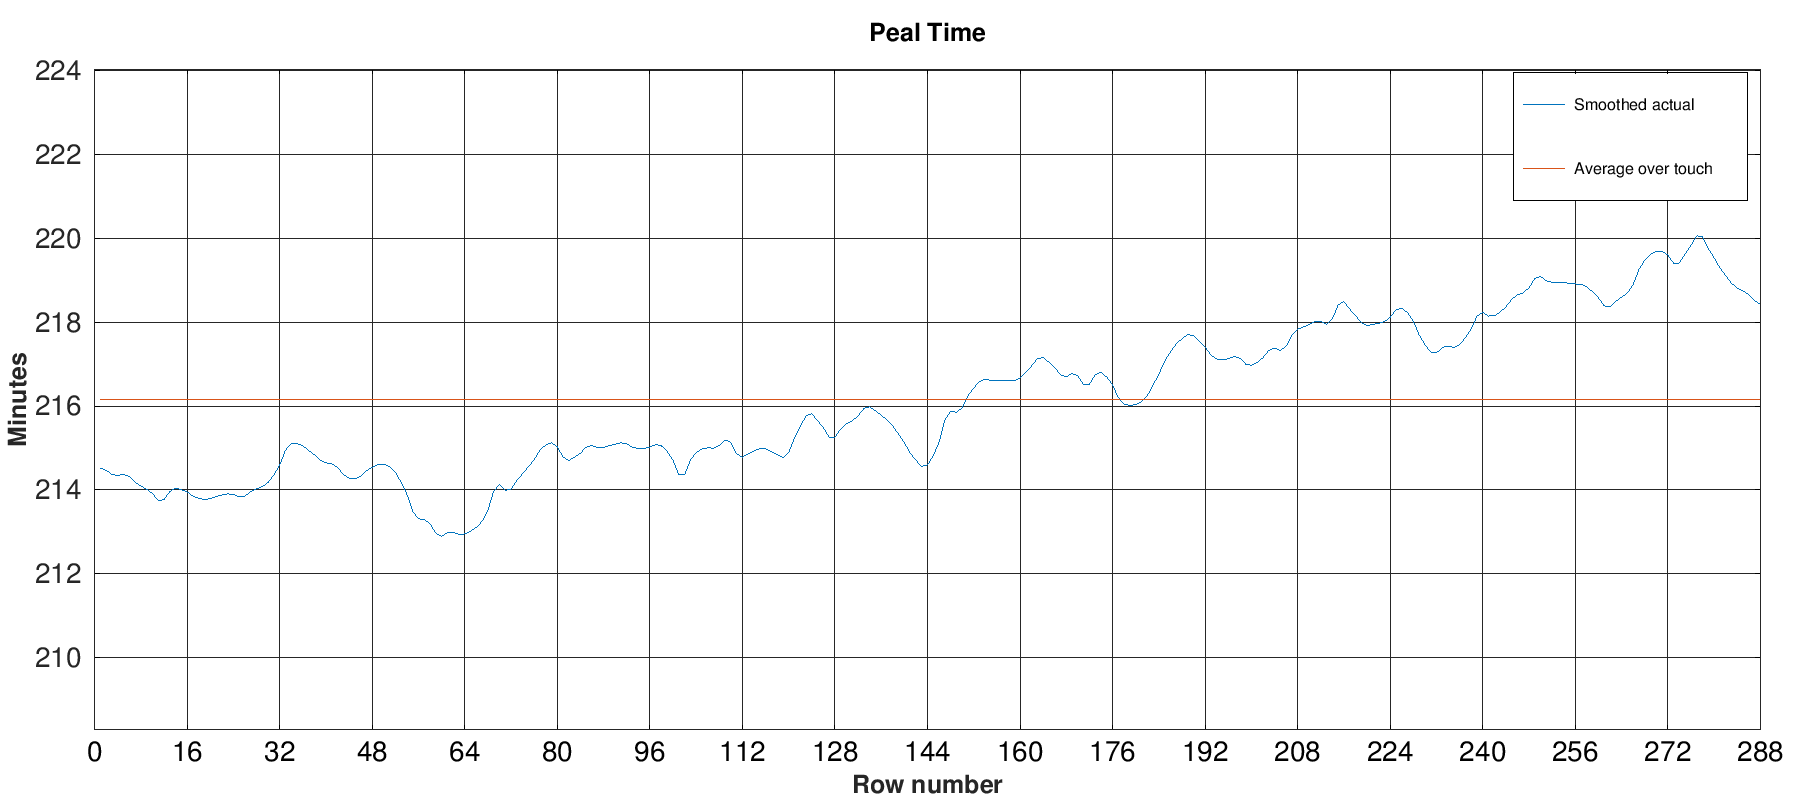 Peal Time
224
222
220
218
216
214
212
210
Minutes
Smoothed actual
Average over touch
0 16 32 48 64 80 96 112 128 144 160 176 192 208 224 240 256 272 288
Row number